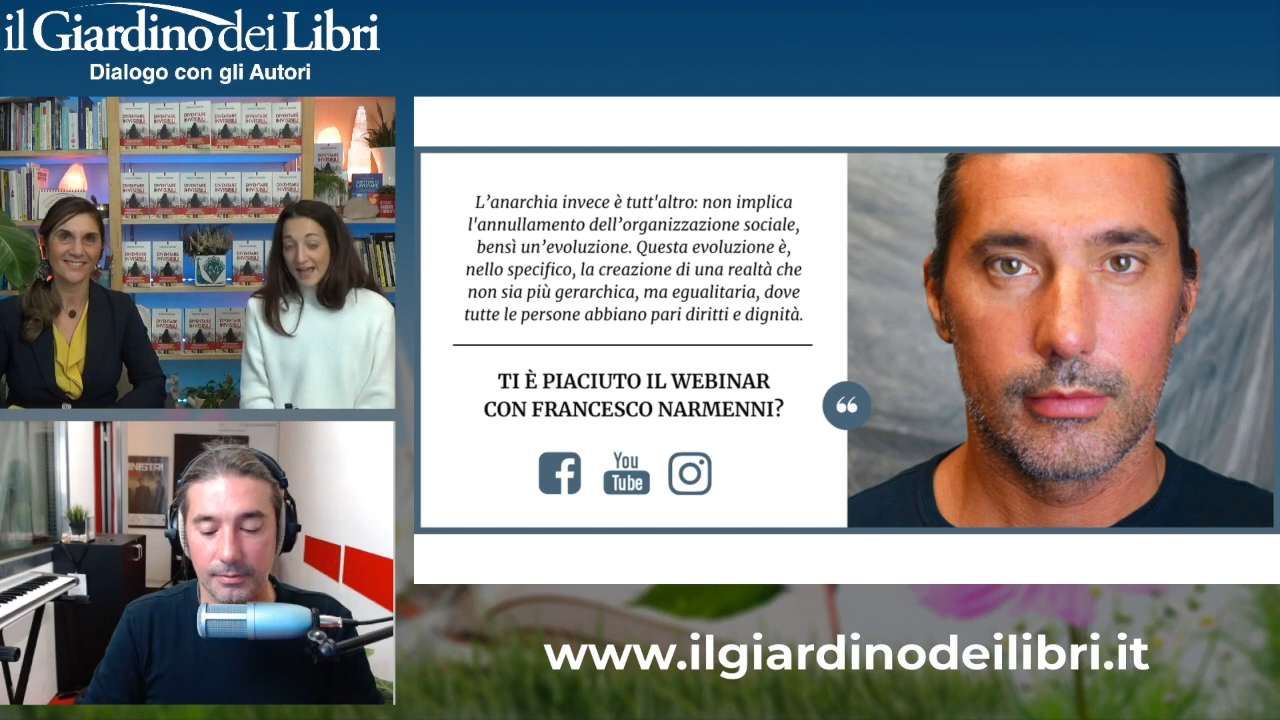 il Giardino dei Libri
Dialogo con gli Autori
DIVENTARE
INVISIBILI
L'anarchia invece è tutt'altro: non implica
l'annullamento dell'organizzazione sociale,
bensì un'evoluzione. Questa evoluzione è,
nello specifico, la creazione di una realtà che
non sia più gerarchica, ma egualitaria, dove
tutte le persone abbiano pari diritti e dignità.
TI È PIACIUTO IL WEBINAR
CON FRANCESCO NARMENNI?
You
Tube
www.ilgiardinodeilibri.it